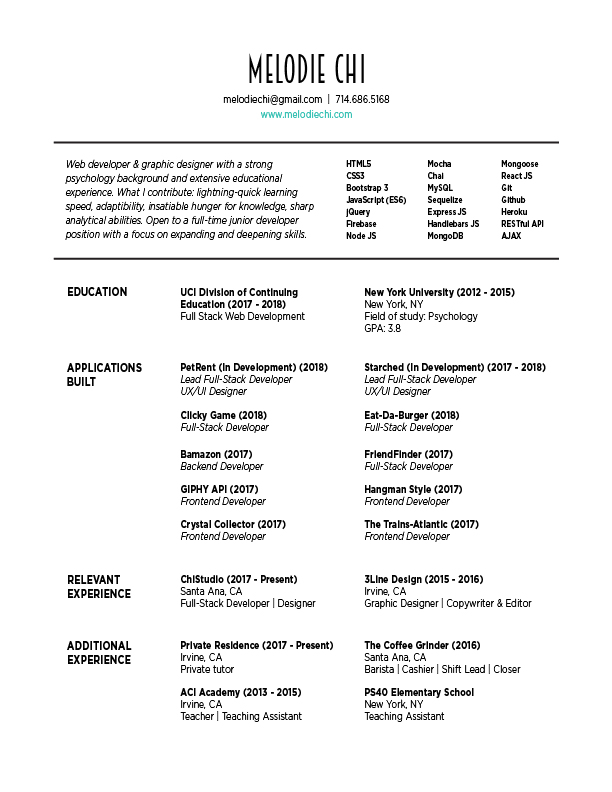 MELODIE CHI
melodiechi@gmail.com | 714.686.5168
www.melodiechi.com
Web developer & graphic designer with a strong
psychology background and extensive educational
experience. What I contribute: lightning-quick learning
speed, adaptibility, insatiable hunger for knowledge, sharp
analytical abilities. Open to a full-time junior developer
position with a focus on expanding and deepening skills.
HTML5
CSS3
Bootstrap 3
JavaScript (ES6)
jQuery
Firebase
Node JS
Mocha
Chai
MySQL
Sequelize
Express JS
Handlebars JS
MongoDB
Mongoose
React JS
Git
Github
Heroku
RESTful API
AJAX
EDUCATION
UCI Division of Continuing
Education (2017 - 2018)
Full Stack Web Development
New York University (2012 - 2015)
New York, NY
Field of study: Psychology
GPA: 3.8
APPLICATIONS
BUILT
PetRent (In Development) (2018)
Lead Full-Stack Developer
UX/UI Designer
Starched (In Development) (2017 - 2018)
Lead Full-Stack Developer
UX/UI Designer
Clicky Game (2018)
Full-Stack Developer
Eat-Da-Burger (2018)
Full-Stack Developer
Bamazon (2017)
Backend Developer
FriendFinder (2017)
Full-Stack Developer
GIPHY API (2017)
Frontend Developer
Hangman Style (2017)
Frontend Developer
Crystal Collector (2017)
Frontend Developer
The Trains-Atlantic (2017)
Frontend Developer
RELEVANT
EXPERIENCE
ChiStudio (2017 - Present)
Santa Ana, CA
Full-Stack Developer | Designer
3Line Design (2015 - 2016)
Irvine, CA
Graphic Designer | Copywriter & Editor
ADDITIONAL
EXPERIENCE
Private Residence (2017 - Present)
Irvine, CA
Private tutor
The Coffee Grinder (2016)
Santa Ana, CA
Barista | Cashier | Shift Lead | Closer
ACI Academy (2013 - 2015)
Irvine, CA
Teacher | Teaching Assistant
PS40 Elementary School
New York, NY
Teaching Assistant